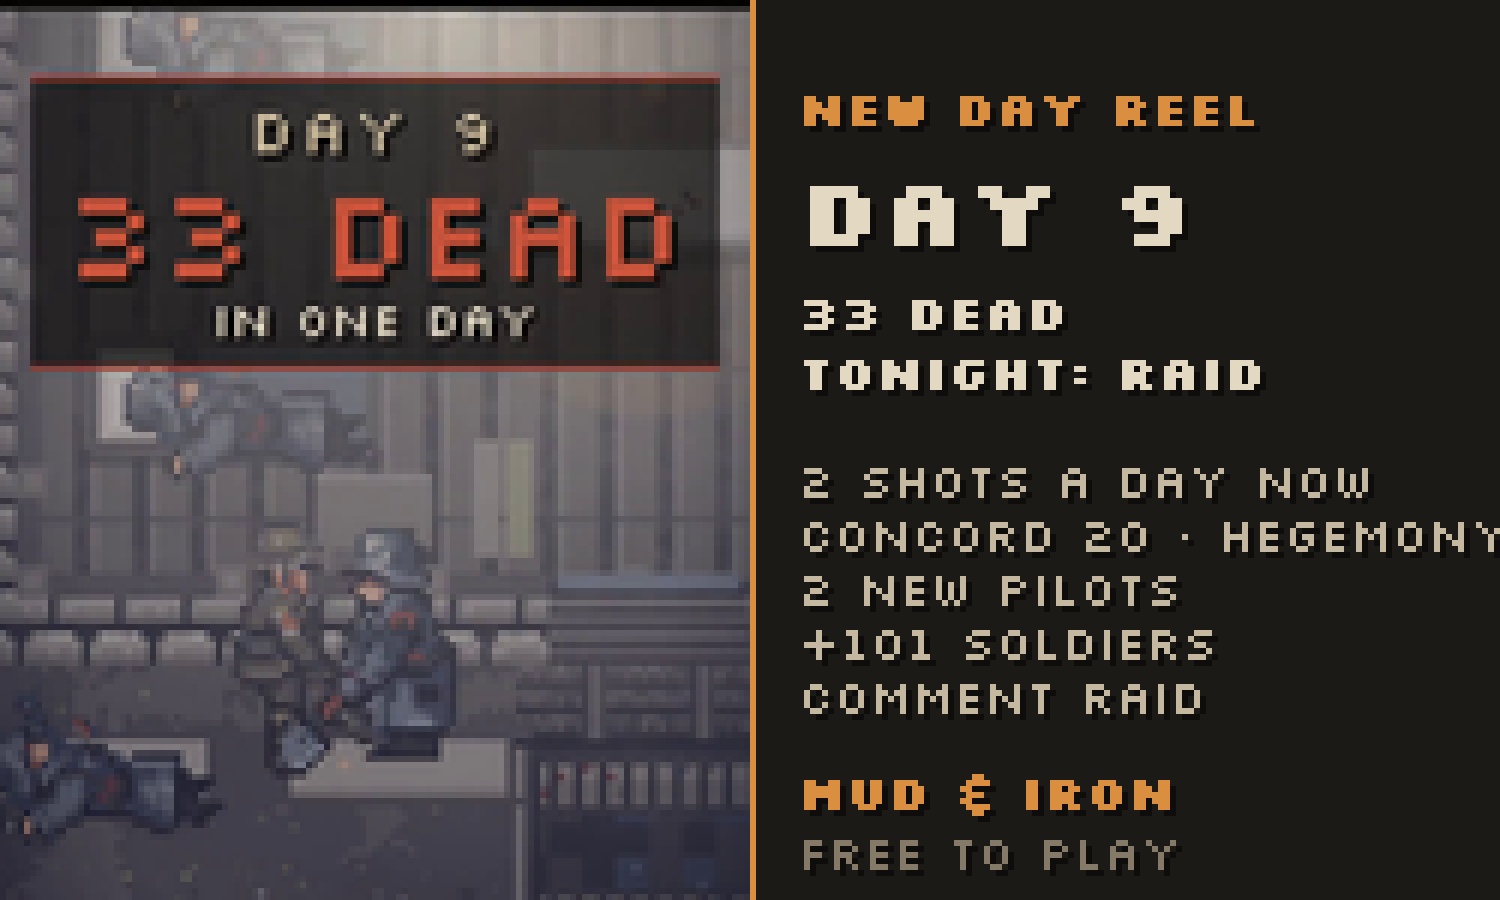 DAY 9
33 DEAD
IN ONE DAY
NEW DAY REEL
DAY 9
33 DEAD
TONIGHT: RAID
2 SHOTS A DAY NOW
CONCORD 20 · HEGEMONY
2 NEW PILOTS
+101 SOLDIERS
COMMENT RAID
MUD & IRON
FREE TO PLAY